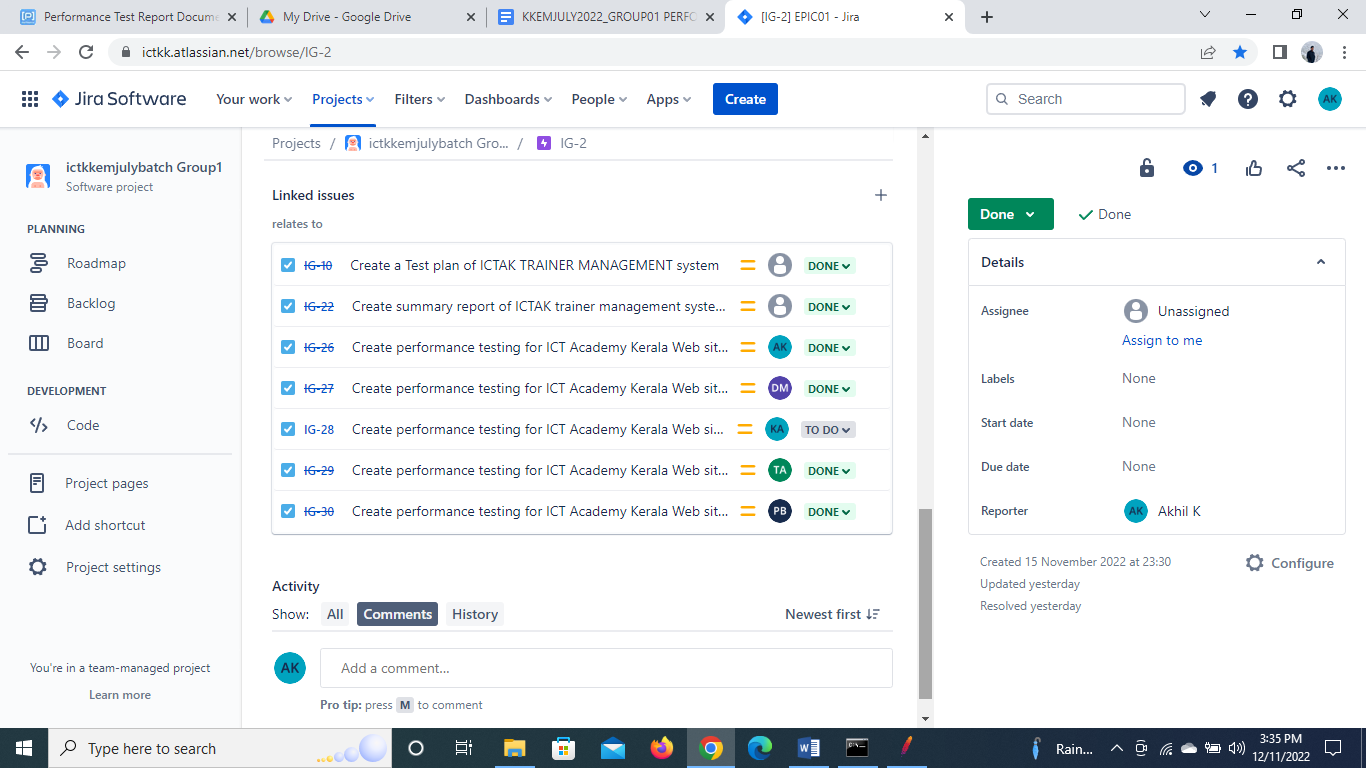 Performance Test Report Docume
My Drive - Google Drive
KKEMJULY2022_GROUP01 PERFO
[IG-2] EPIC01 - Jira
ictkk.atlassian.net/browse/IG-2
Jira Software
Your work
Projects
Filters
Dashboards
People
Apps
Create
Search
AK
ictkkemjulybatch Group1
Software project
PLANNING
Roadmap
Backlog
Board
DEVELOPMENT
Code
Project pages
Add shortcut
Project settings
You're in a team-managed project
Learn more
Projects / ictkkemjulybatch Gro... / IG-2
Linked issues
relates to
IG-10 Create a Test plan of ICTAK TRAINER MANAGEMENT system DONE
IG-22 Create summary report of ICTAK trainer management syste... DONE
IG-26 Create performance testing for ICT Academy Kerala Web sit... AK DONE
IG-27 Create performance testing for ICT Academy Kerala Web sit... DM DONE
IG-28 Create performance testing for ICT Academy Kerala Web si... KA TO DO
IG-29 Create performance testing for ICT Academy Kerala Web sit... TA DONE
IG-30 Create performance testing for ICT Academy Kerala Web sit... PB DONE
Activity
Show: All Comments History Newest first
AK Add a comment...
Pro tip: press M to comment
1
Done Done
Details
Assignee Unassigned
Assign to me
Labels None
Start date None
Due date None
Reporter AK Akhil K
Created 15 November 2022 at 23:30 Configure
Updated yesterday
Resolved yesterday
Type here to search
Rain...
3:35 PM
12/11/2022